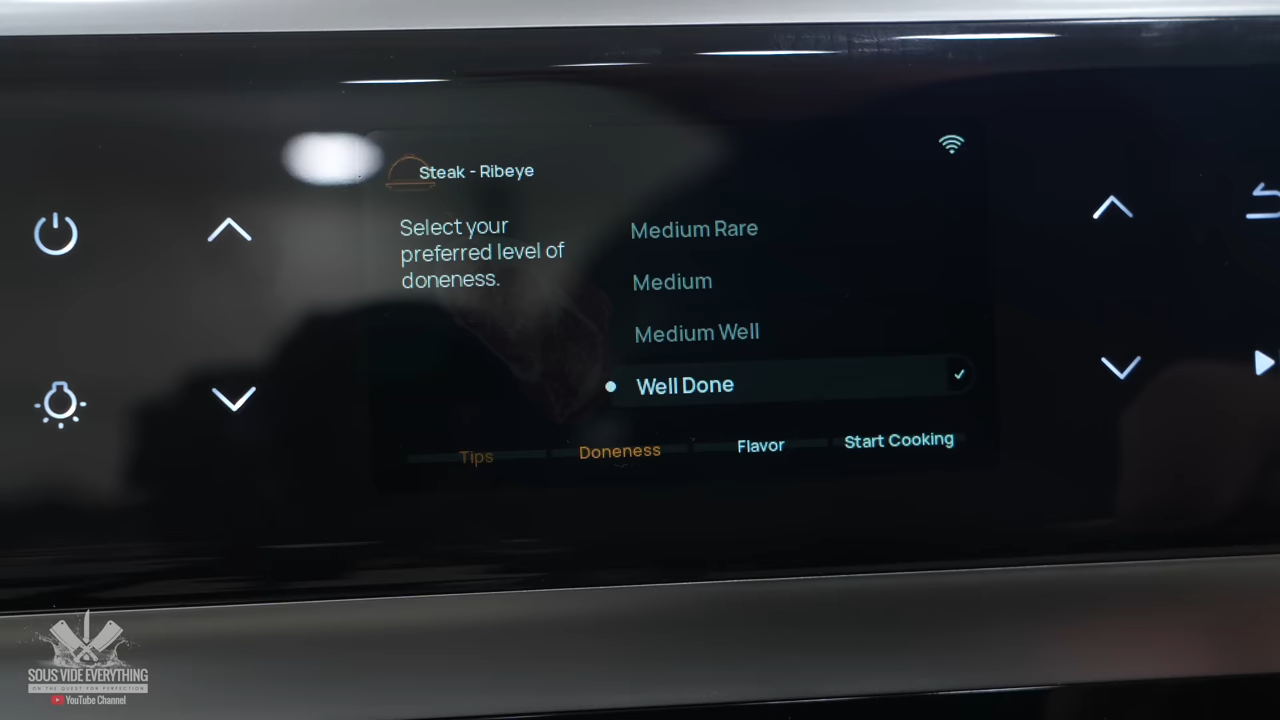 Steak - Ribeye
Select your
preferred level of
doneness.
Medium Rare
Medium
Medium Well
Well Done
Tips
Doneness
Flavor
Start Cooking
SOUS VIDE EVERYTHING
ON THE QUEST FOR PERFECTION
YouTube Channel